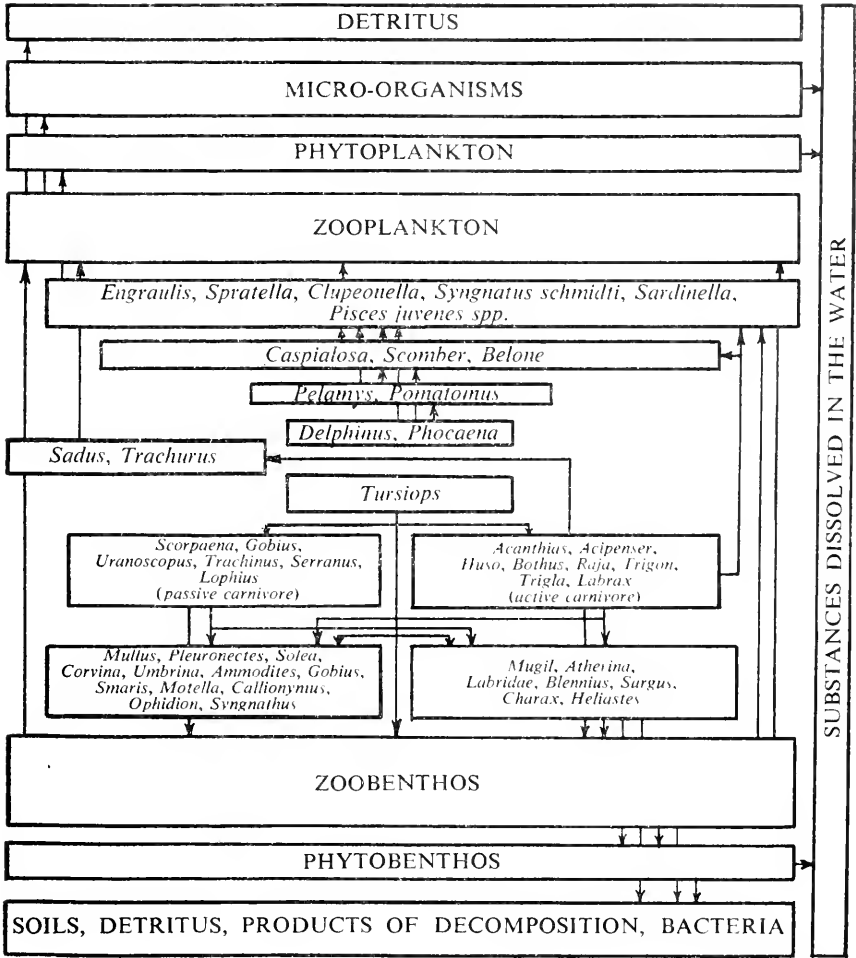 DETRITUS
MICRO-ORGANISMS
PHYTOPLANKTON
ZOOPLANKTON
Engraulis, Spratella, Clupeonella, Syngnatus schmidti, Sardinella,
Pisces juvenes spp.
Caspialosa, Scomber, Belone
Pelamys, Pomatomus
Delphinus, Phocaena
Sadus, Trachurus
Tursiops
Scorpaena, Gobius,
Uranoscopus, Trachinus, Serranus,
Lophius
(passive carnivore)
Acanthias, Acipenser,
Huso, Bothus, Raja, Trigon,
Trigla, Labrax
(active carnivore)
Mullus, Pleuronectes, Solea,
Corvina, Umbrina, Ammodites, Gobius,
Smaris, Motella, Callionymus,
Ophidion, Syngnathus
Mugil, Atherina,
Labridae, Blennius, Sargus,
Charax, Heliastes
ZOOBENTHOS
PHYTOBENTHOS
SOILS, DETRITUS, PRODUCTS OF DECOMPOSITION, BACTERIA
SUBSTANCES DISSOLVED IN THE WATER